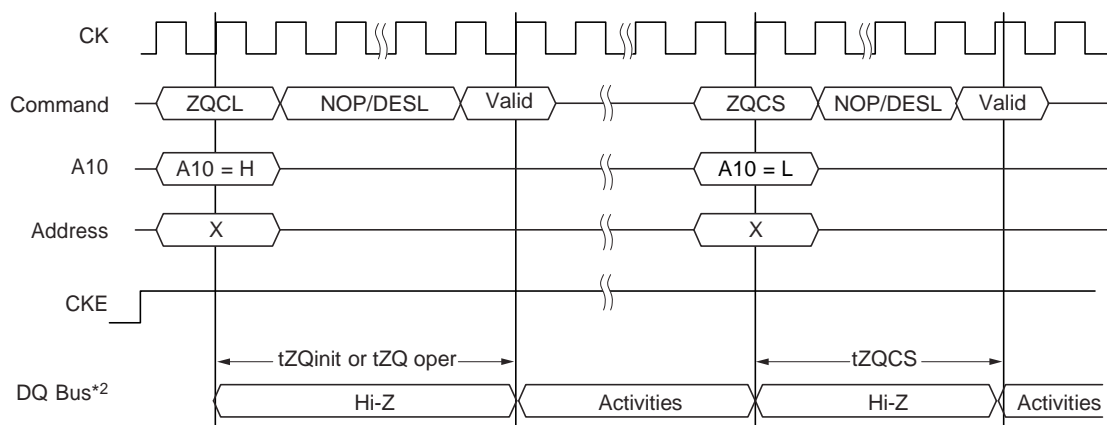 CK
Command ZQCL NOP/DESL Valid ZQCS NOP/DESL Valid
A10 A10 = H A10 = L
Address X X
CKE
tZQinit or tZQ oper tZQCS
DQ Bus*2 Hi-Z Activities Hi-Z Activities